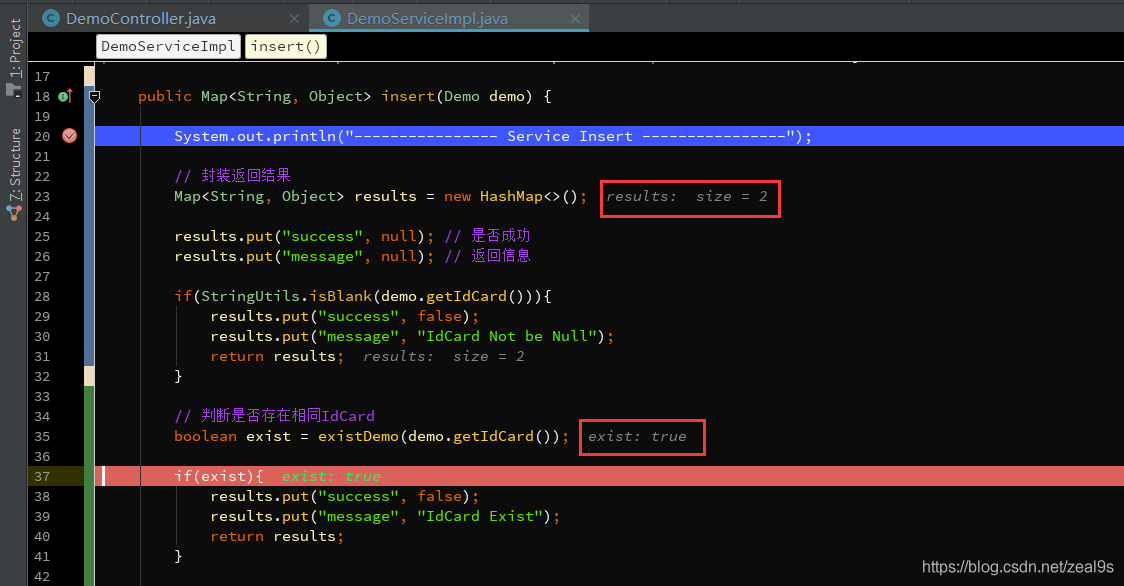 DemoController.java
DemoServiceImpl.java
DemoServiceImpl insert()
1: Project
Z: Structure
17
18 public Map<String, Object> insert(Demo demo) {
19
20 System.out.println("---------------- Service Insert ----------------");
21
22 // 封装返回结果
23 Map<String, Object> results = new HashMap<>(); results: size = 2
24
25 results.put("success", null); // 是否成功
26 results.put("message", null); // 返回信息
27
28 if(StringUtils.isBlank(demo.getIdCard())){
29 results.put("success", false);
30 results.put("message", "IdCard Not be Null");
31 return results; results: size = 2
32 }
33
34 // 判断是否存在相同IdCard
35 boolean exist = existDemo(demo.getIdCard()); exist: true
36
37 if(exist){ exist: true
38 results.put("success", false);
39 results.put("message", "IdCard Exist");
40 return results;
41 }
42
https://blog.csdn.net/zeal9s